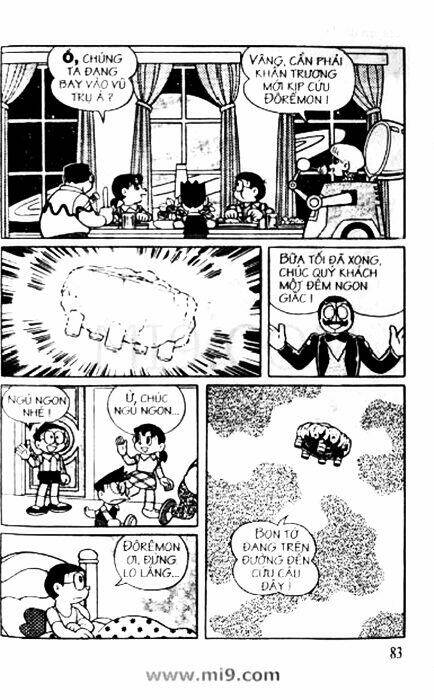 Ồ, CHÚNG
TA ĐANG
BAY VÀO VŨ
TRỤ À ?
VÂNG, CẦN PHẢI
KHẨN TRƯƠNG
MỚI KỊP CỨU
ĐÔRÊMON !
BỮA TỐI ĐÃ XONG,
CHÚC QUÝ KHÁCH
MỘT ĐÊM NGON
GIẤC !
NGỦ NGON
NHÉ !
Ừ, CHÚC
NGỦ NGON...
BỌN TỚ
ĐANG TRÊN
ĐƯỜNG ĐẾN
CỨU CẬU
ĐÂY !
ĐÔRÊMON
ƠI, ĐỪNG
LO LẮNG...
83
www.mi9.com